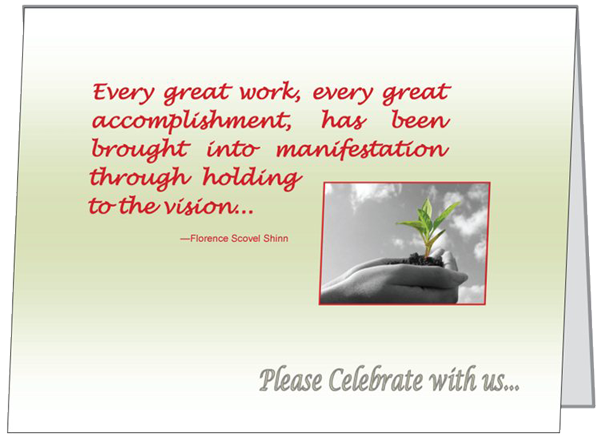 Every great work, every great
accomplishment, has been
brought into manifestation
through holding
to the vision...
—Florence Scovel Shinn
Please Celebrate with us...